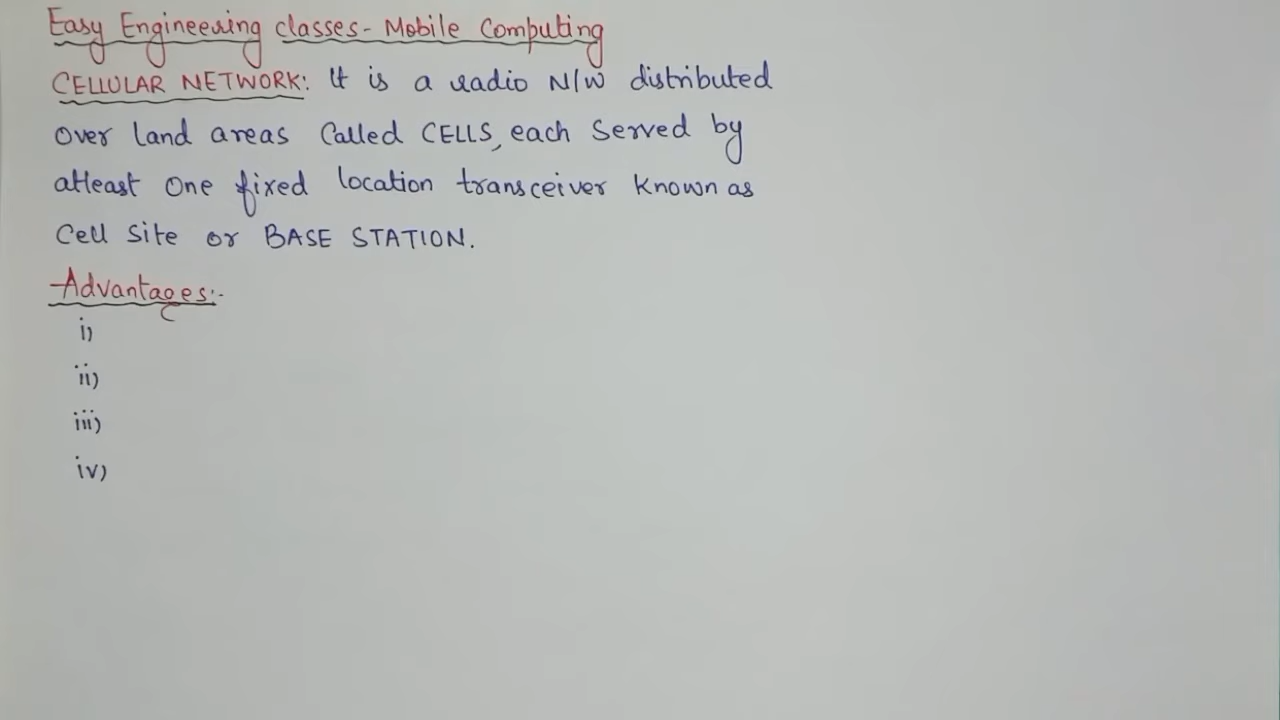 Easy Engineering classes - Mobile Computing
CELLULAR NETWORK: It is a radio N/W distributed
over land areas called CELLS, each served by
atleast one fixed location transceiver known as
Cell Site or BASE STATION.
Advantages:-
i)
ii)
iii)
iv)